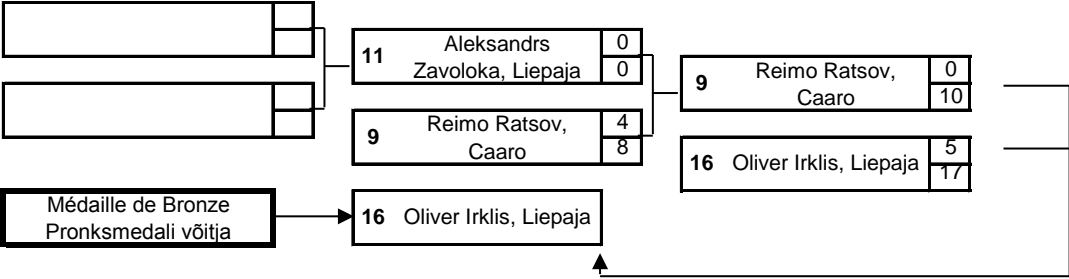 11 Aleksandrs 0
Zavoloka, Liepaja 0
9 Reimo Ratsov, 4
Caaro 8
9 Reimo Ratsov, 0
Caaro 10
16 Oliver Irklis, Liepaja 5
17
Médaille de Bronze
Pronksmedali võitja
16 Oliver Irklis, Liepaja